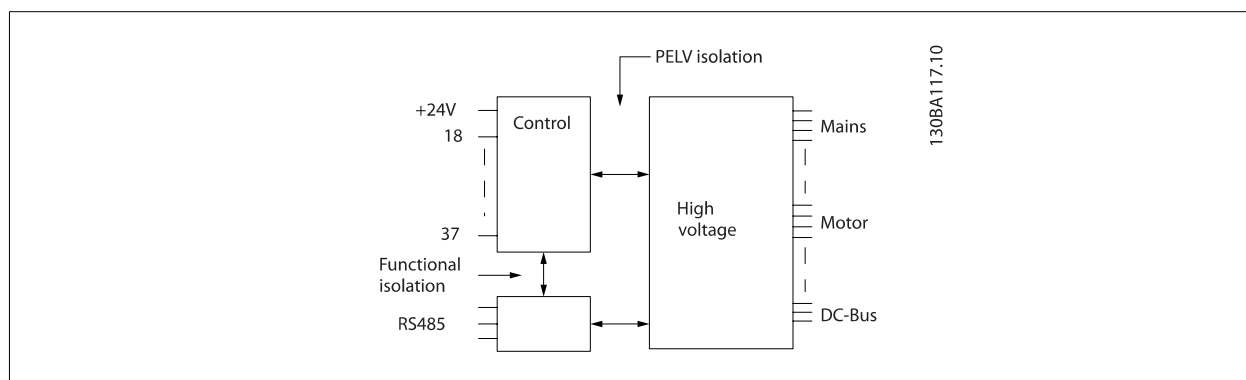 PELV isolation
130BA117.10
+24V
Control
Mains
18
High
voltage
Motor
37
Functional
isolation
RS485
DC-Bus